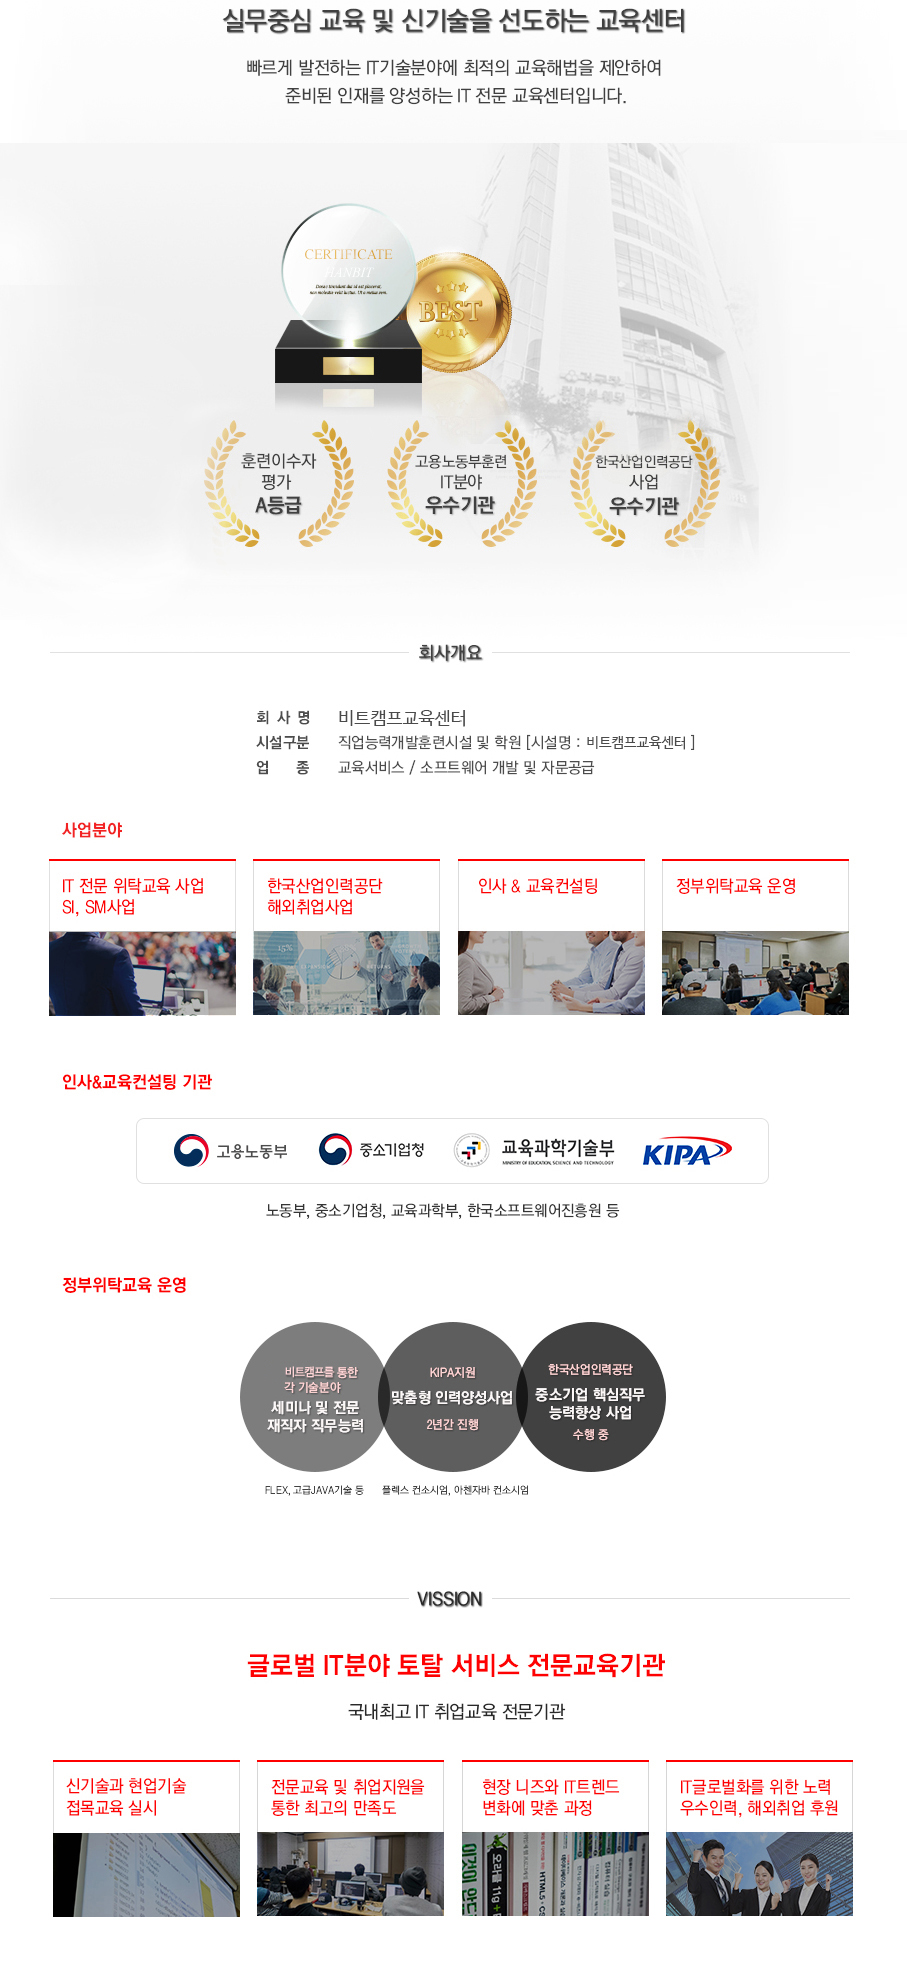 실무중심 교육 및 신기술을 선도하는 교육센터
빠르게 발전하는 IT기술분야에 최적의 교육해법을 제안하여
준비된 인재를 양성하는 IT 전문 교육센터입니다.
CERTIFICATE
HANBIT
BEST
훈련이수자
평가
A등급
고용노동부훈련
IT분야
우수기관
한국산업인력공단
사업
우수기관
회사개요
회 사 명 비트캠프교육센터
시설구분 직업능력개발훈련시설 및 학원 [시설명 : 비트캠프교육센터 ]
업 종 교육서비스 / 소프트웨어 개발 및 자문공급
사업분야
IT 전문 위탁교육 사업
SI, SM사업
한국산업인력공단
해외취업사업
인사 & 교육컨설팅
정부위탁교육 운영
15%
인사&교육컨설팅 기관
고용노동부
중소기업청
교육과학기술부
MINISTRY OF EDUCATION, SCIENCE AND TECHNOLOGY
KIPA
노동부, 중소기업청, 교육과학부, 한국소프트웨어진흥원 등
정부위탁교육 운영
비트캠프를 통한
각 기술분야
세미나 및 전문
재직자 직무능력
KIPA지원
맞춤형 인력양성사업
2년간 진행
한국산업인력공단
중소기업 핵심직무
능력향상 사업
수행 중
FLEX, 고급JAVA기술 등
플렉스 컨소시엄, 아첸자바 컨소시엄
VISSION
글로벌 IT분야 토탈 서비스 전문교육기관
국내최고 IT 취업교육 전문기관
신기술과 현업기술
접목교육 실시
전문교육 및 취업지원을
통한 최고의 만족도
현장 니즈와 IT트렌드
변화에 맞춘 과정
IT글로벌화를 위한 노력
우수인력, 해외취업 후원
오라클 11g
HTML5